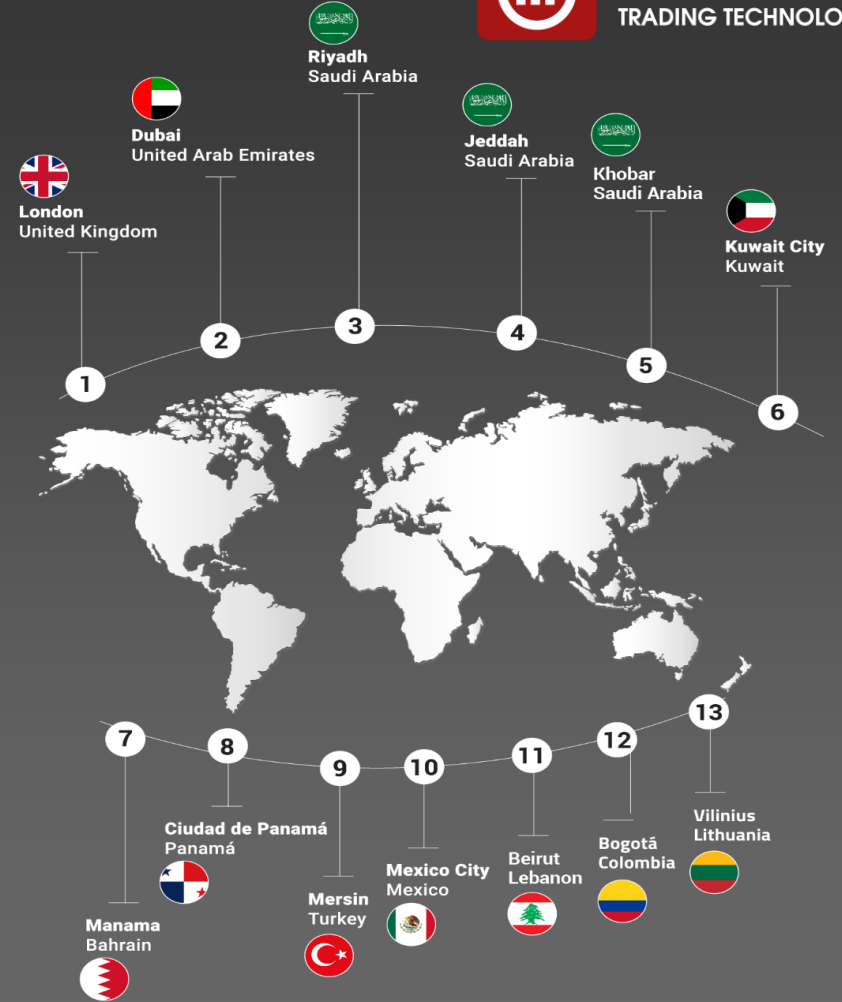 TRADING TECHNOLO
Riyadh
Saudi Arabia
Dubai
United Arab Emirates
Jeddah
Saudi Arabia
Khobar
Saudi Arabia
London
United Kingdom
Kuwait City
Kuwait
1
2
3
4
5
6
7
8
9
10
11
12
13
Manama
Bahrain
Ciudad de Panamá
Panamá
Mersin
Turkey
Mexico City
Mexico
Beirut
Lebanon
Bogotá
Colombia
Vilinius
Lithuania